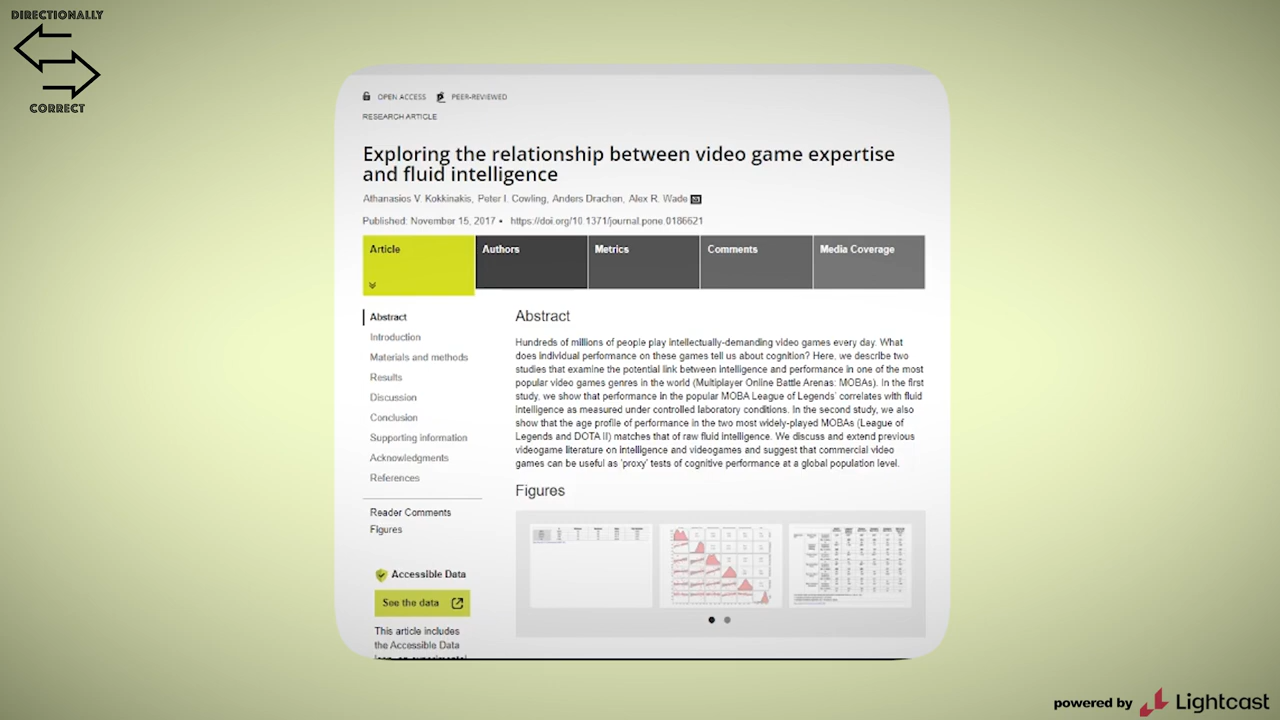 DIRECTIONALLY
CORRECT
OPEN ACCESS PEER-REVIEWED
RESEARCH ARTICLE
Exploring the relationship between video game expertise
and fluid intelligence
Athanasios V. Kokkinakis, Peter I. Cowling, Anders Drachen, Alex R. Wade
Published: November 15, 2017 • https://doi.org/10.1371/journal.pone.0186621
Article
Authors
Metrics
Comments
Media Coverage
Abstract
Introduction
Materials and methods
Results
Discussion
Conclusion
Supporting information
Acknowledgments
References
Reader Comments
Figures
Accessible Data
See the data
This article includes
the Accessible Data
Abstract
Hundreds of millions of people play intellectually-demanding video games every day. What
does individual performance on these games tell us about cognition? Here, we describe two
studies that examine the potential link between intelligence and performance in one of the most
popular video games genres in the world (Multiplayer Online Battle Arenas: MOBAs). In the first
study, we show that performance in the popular MOBA League of Legends' correlates with fluid
intelligence as measured under controlled laboratory conditions. In the second study, we also
show that the age profile of performance in the two most widely-played MOBAs (League of
Legends and DOTA II) matches that of raw fluid intelligence. We discuss and extend previous
videogame literature on intelligence and videogames and suggest that commercial video
games can be useful as 'proxy' tests of cognitive performance at a global population level.
Figures
powered by Lightcast